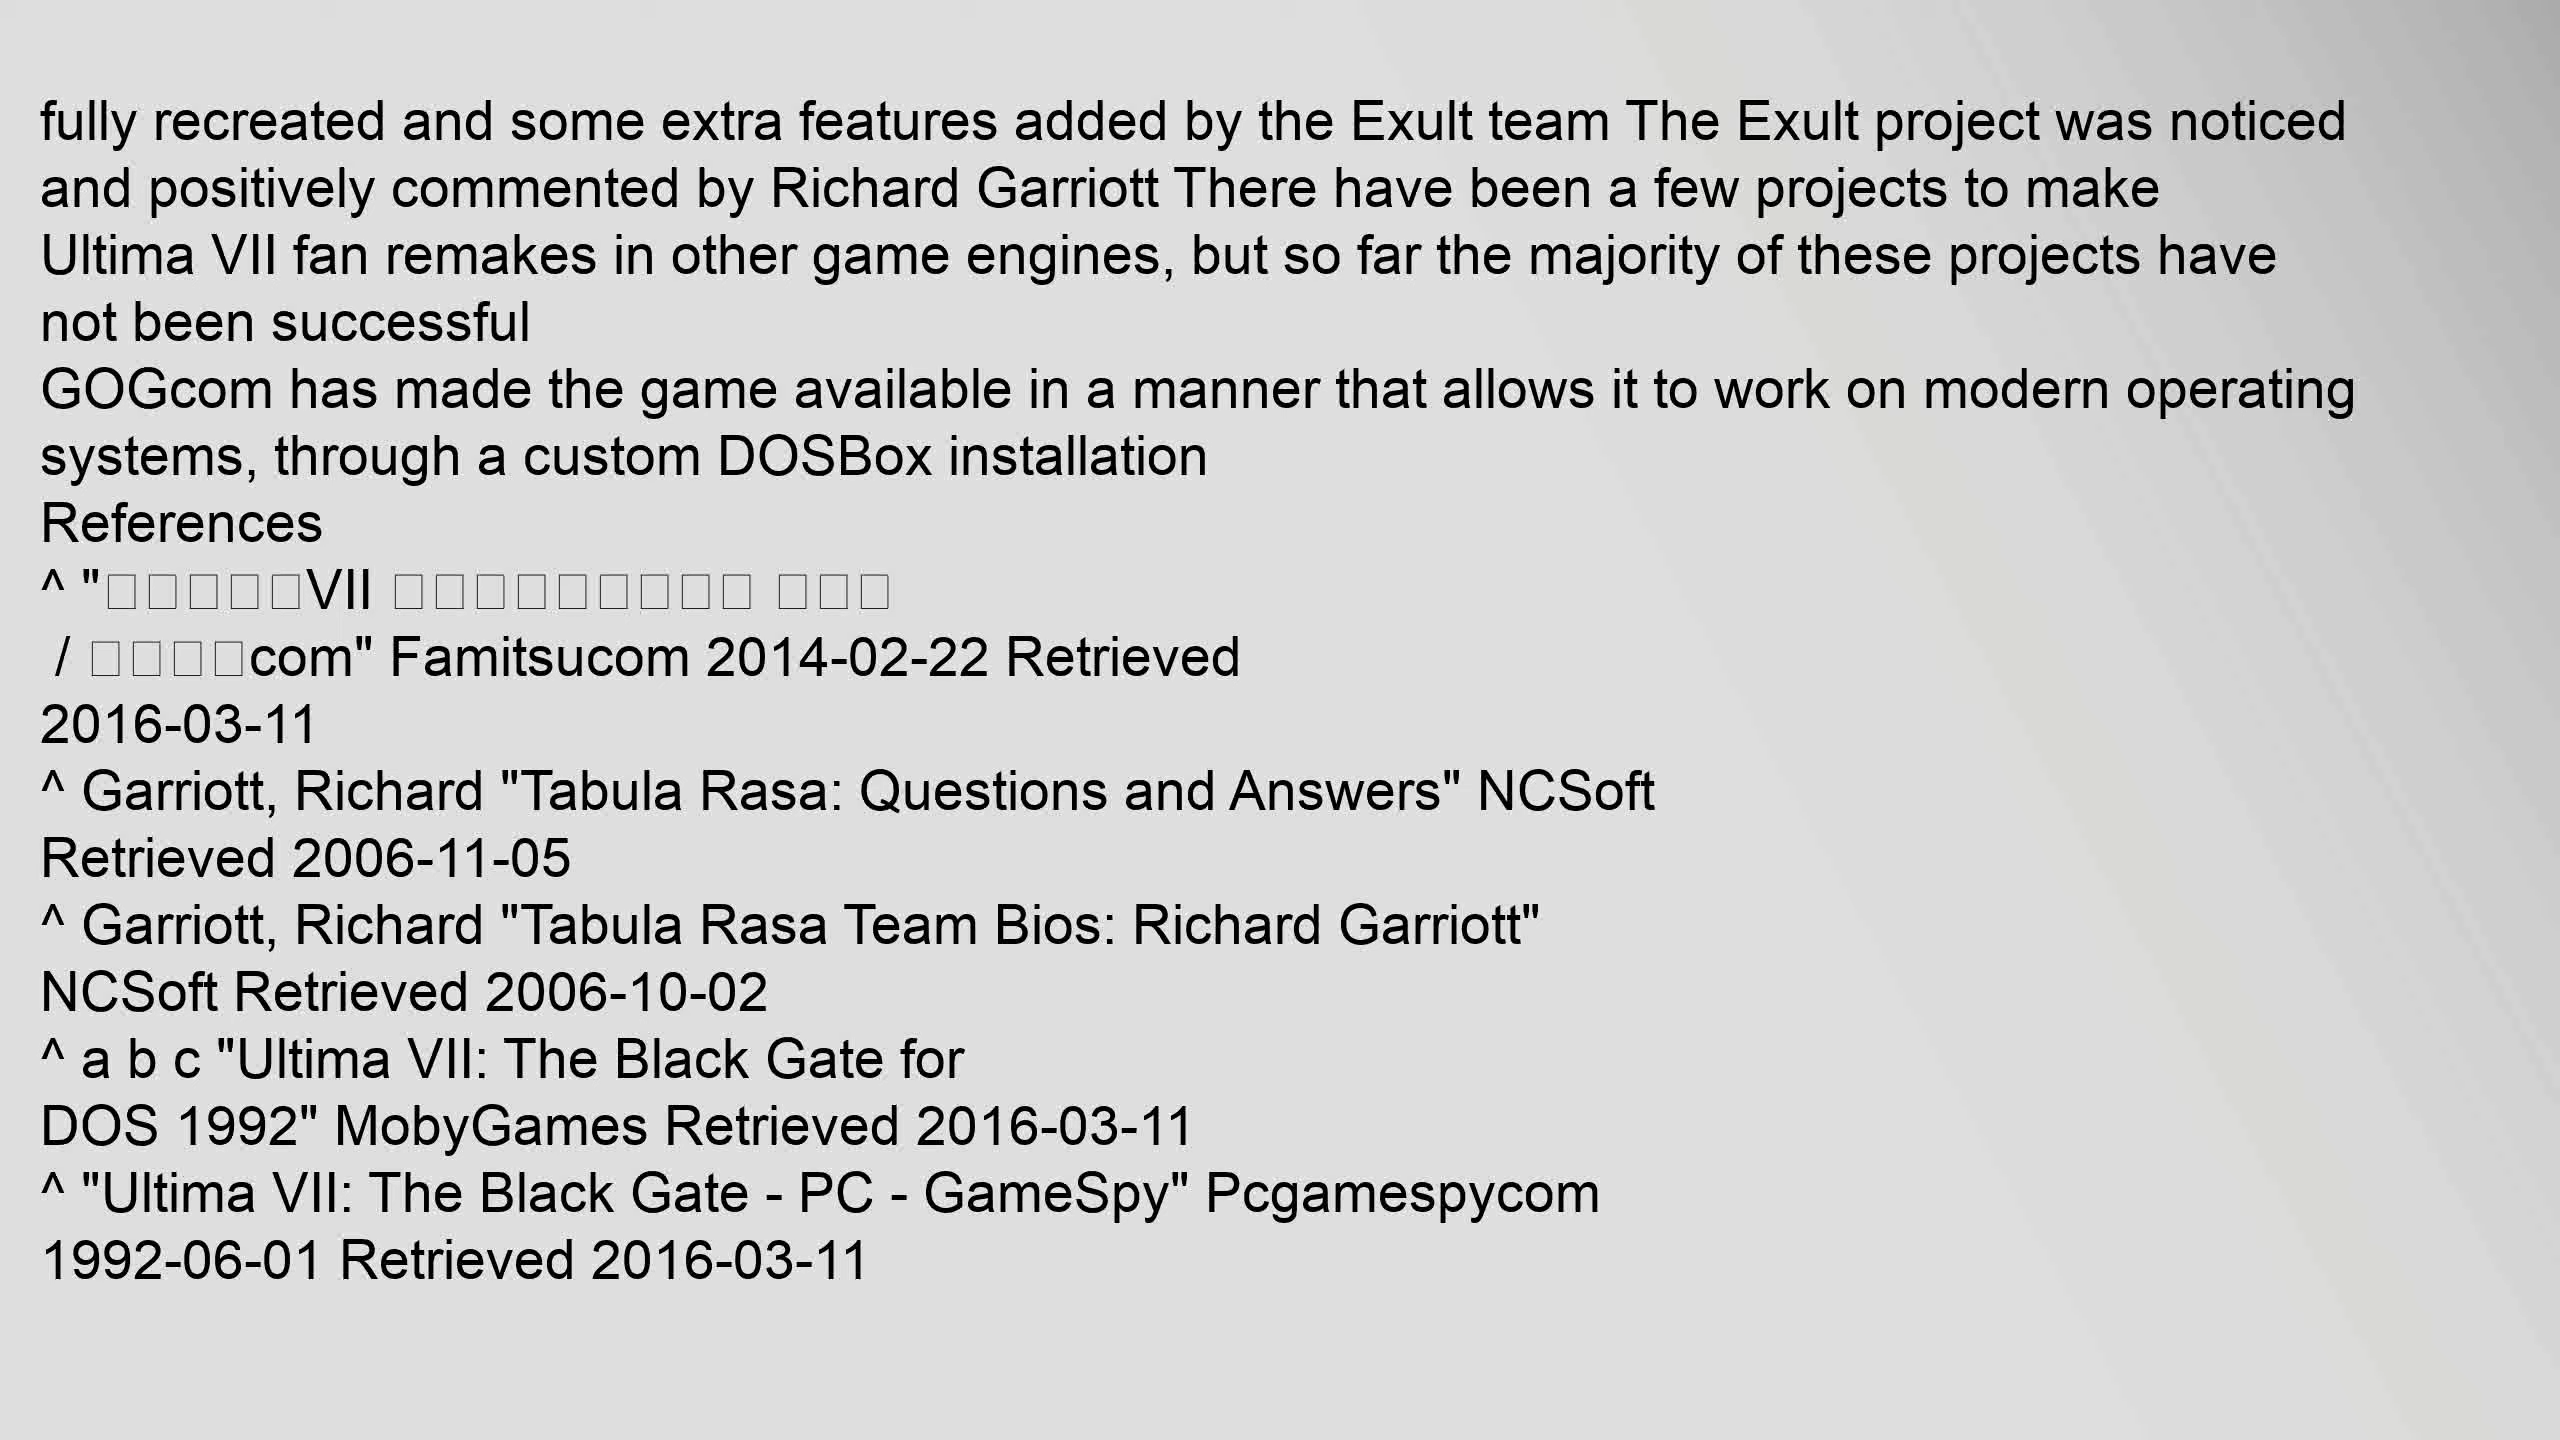 fully recreated and some extra features added by the Exult team The Exult project was noticed
and positively commented by Richard Garriott There have been a few projects to make
Ultima VII fan remakes in other game engines, but so far the majority of these projects have
not been successful
GOGcom has made the game available in a manner that allows it to work on modern operating
systems, through a custom DOSBox installation
References
^ "VII
/ com" Famitsucom 2014-02-22 Retrieved
2016-03-11
^ Garriott, Richard "Tabula Rasa: Questions and Answers" NCSoft
Retrieved 2006-11-05
^ Garriott, Richard "Tabula Rasa Team Bios: Richard Garriott"
NCSoft Retrieved 2006-10-02
^ a b c "Ultima VII: The Black Gate for
DOS 1992" MobyGames Retrieved 2016-03-11
^ "Ultima VII: The Black Gate - PC - GameSpy" Pcgamespycom
1992-06-01 Retrieved 2016-03-11